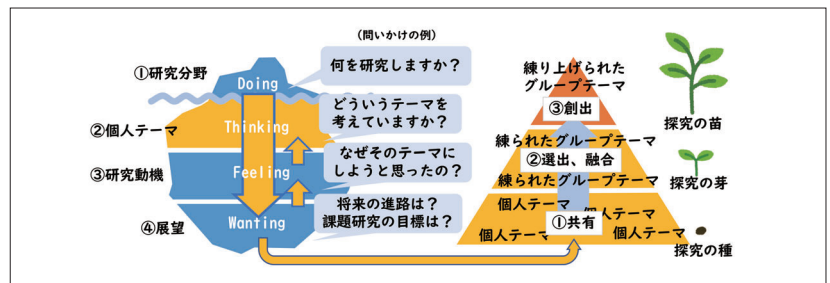 (問いかけの例)
①研究分野
Doing
何を研究しますか?
②個人テーマ
Thinking
どういうテーマを
考えていますか?
③研究動機
Feeling
なぜそのテーマに
しようと思ったの?
④展望
Wanting
将来の進路は?
課題研究の目標は?
練り上げられた
グループテーマ
③創出
探究の苗
練られたグループテーマ
②選出、融合
練られたグループテーマ
探究の芽
個人テーマ
個人テーマ
①共有
個人テーマ
個人テーマ
探究の種